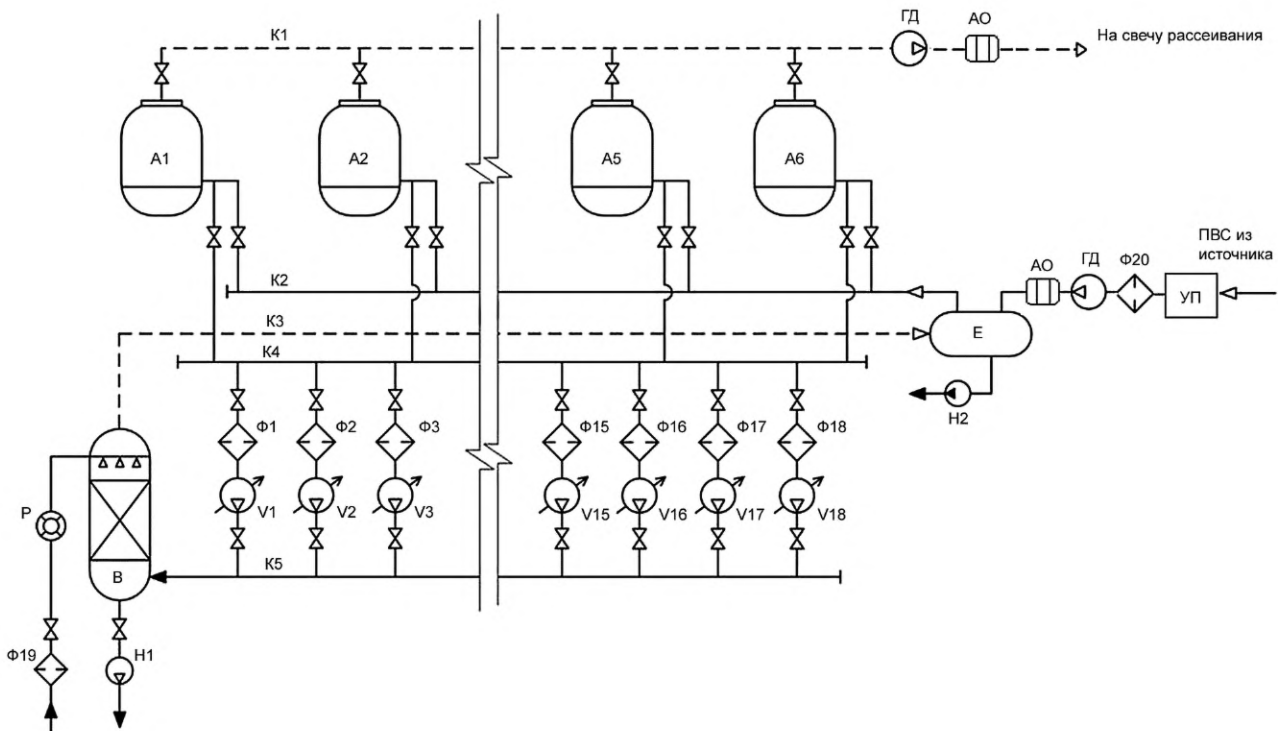 К1
ГД
АО
На свечу рассеивания
А1
А2
А5
А6
ПВС из
источника
К2
АО
ГД
Ф20
УП
К3
Е
К4
Н2
Ф1
Ф2
Ф3
Ф15
Ф16
Ф17
Ф18
Р
V1
V2
V3
V15
V16
V17
V18
К5
В
Ф19
Н1